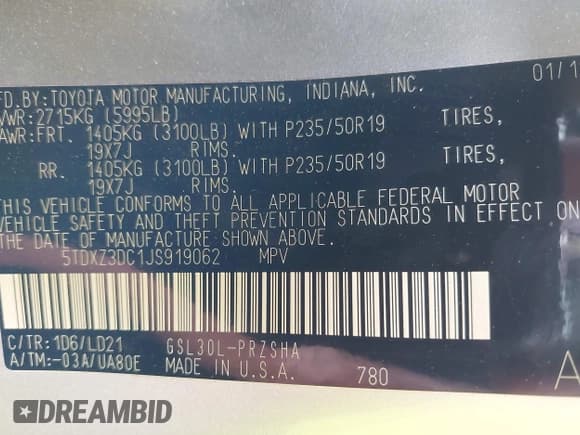 FD.BY:TOYOTA MOTOR MANUFACTURING, INDIANA, INC. 01/1
VWR:2715KG (5995LB)
AWR:FRT. 1405KG (3100LB) WITH P235/50R19 TIRES,
19X7J RIMS.
RR. 1405KG (3100LB) WITH P235/50R19 TIRES,
19X7J RIMS.
THIS VEHICLE CONFORMS TO ALL APPLICABLE FEDERAL MOTOR
VEHICLE SAFETY AND THEFT PREVENTION STANDARDS IN EFFECT ON
THE DATE OF MANUFACTURE SHOWN ABOVE.
5TDXZ3DC1JS919062 MPV
C/TR:1D6/LD21 GSL30L-PRZSHA
A/TM:-03A/UA80E MADE IN U.S.A. 780 A
DREAMBID